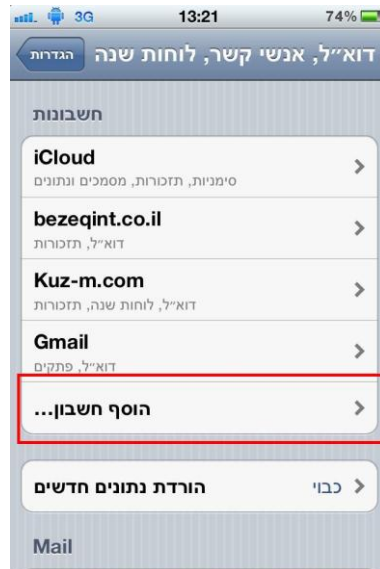 3G 13:21 74%
דוא״ל, אנשי קשר, לוחות שנה הגדרות
חשבונות
iCloud
סימניות, תזכורות, מסמכים ונתונים
bezeqint.co.il
דוא״ל, תזכורות
Kuz-m.com
דוא״ל, לוחות שנה, תזכורות
Gmail
דוא״ל, פתקים
הוסף חשבון...
הורדת נתונים חדשים כבוי
Mail